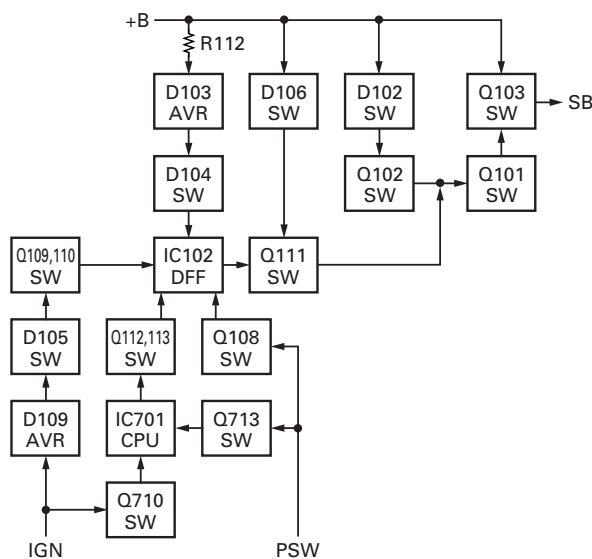 +B
R112
D103
AVR
D106
SW
D102
SW
Q103
SW
SB
D104
SW
Q102
SW
Q101
SW
Q109,110
SW
IC102
DFF
Q111
SW
D105
SW
Q112,113
SW
Q108
SW
D109
AVR
IC701
CPU
Q713
SW
Q710
SW
IGN
PSW